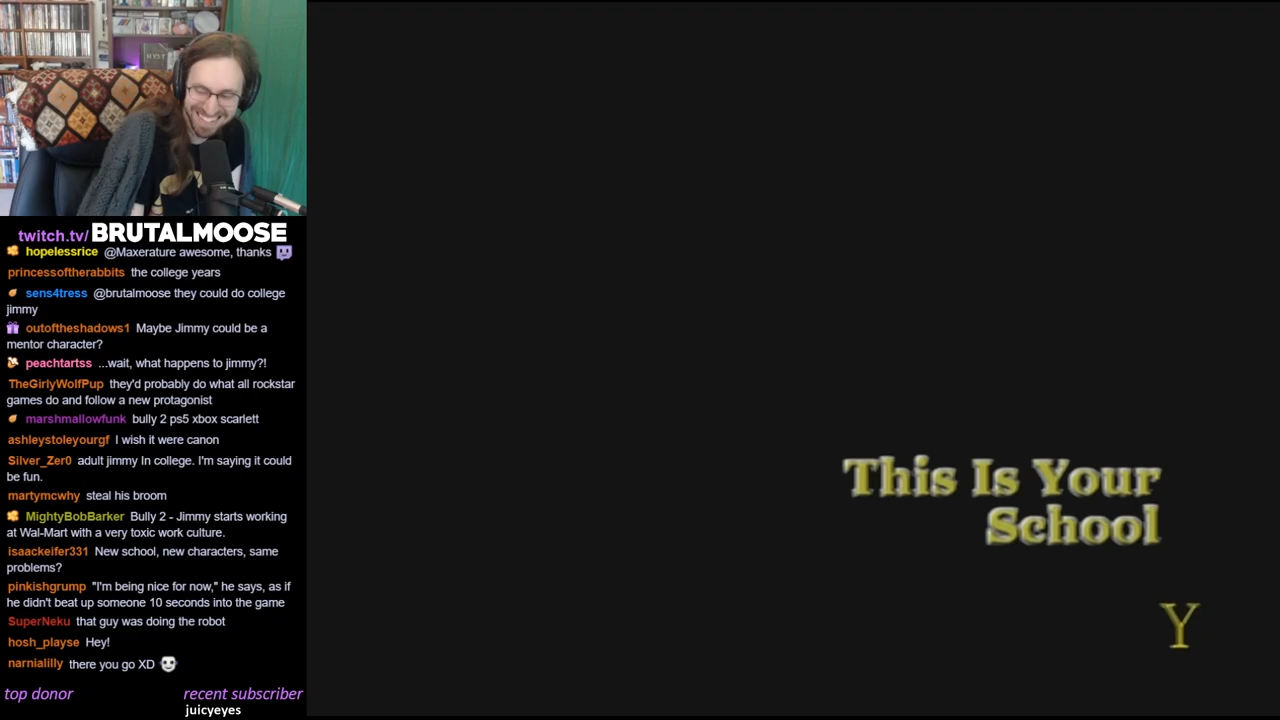 MYST
twitch.tv/BRUTALMOOSE
hopelessrice @Maxerature awesome, thanks
princessoftherabbits the college years
sens4tress @brutalmoose they could do college
jimmy
outoftheshadows1 Maybe Jimmy could be a
mentor character?
peachtartss ...wait, what happens to jimmy?!
TheGirlyWolfPup they'd probably do what all rockstar
games do and follow a new protagonist
marshmallowfunk bully 2 ps5 xbox scarlett
ashleystoleyourgf I wish it were canon
Silver_Zer0 adult jimmy In college. I'm saying it could
be fun.
martymcwhy steal his broom
MightyBobBarker Bully 2 - Jimmy starts working
at Wal-Mart with a very toxic work culture.
isaackeifer331 New school, new characters, same
problems?
pinkishgrump "I'm being nice for now," he says, as if
he didn't beat up someone 10 seconds into the game
SuperNeku that guy was doing the robot
hosh_playse Hey!
narnialilly there you go XD
top donor recent subscriber
juicyeyes
This Is Your
School
Y